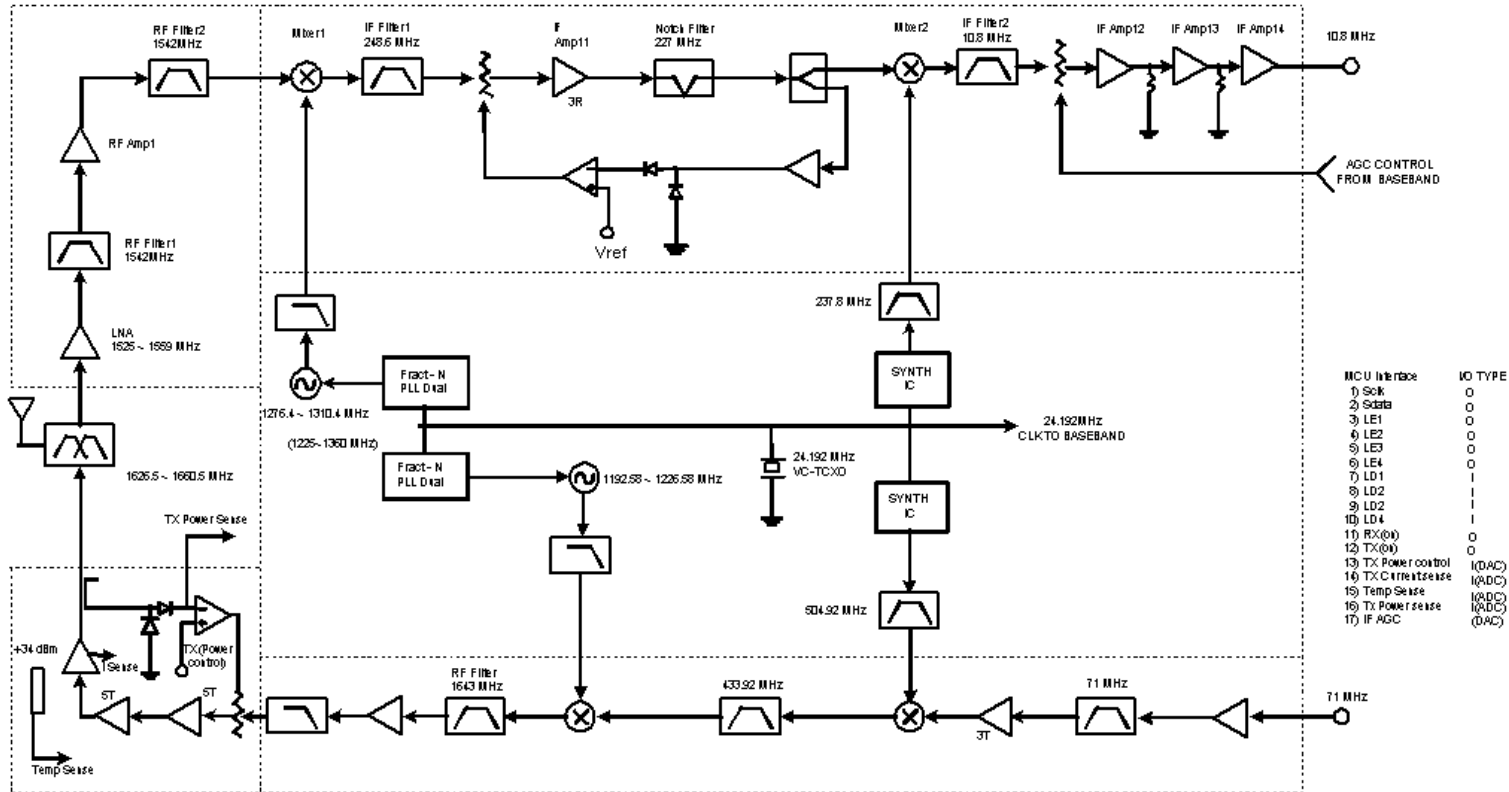 RF Filter2
1542MHz
Mixer1
IF Filter1
248.6 MHz
IF
Amp11
3R
Notch Filter
227 MHz
Mixer2
IF Filter2
10.8 MHz
IF Amp12
IF Amp13
IF Amp14
10.8 MHz
RF Amp1
AGC CONTROL
FROM BASEBAND
Vref
RF Filter1
1542MHz
LNA
1525 ~ 1559 MHz
237.8 MHz
Fract- N
PLL Dual
SYNTH
IC
1276.4 ~ 1310.4 MHz
(1225~ 1360 MHz)
24.192MHz
CLKTO BASEBAND
Fract- N
PLL Dual
1192.58 ~ 1226.58 MHz
24.192 MHz
VC-TCXO
SYNTH
IC
1626.5 ~ 1660.5 MHz
MCU Interface I/O TYPE
1) Sclk O
2) Sdata O
3) LE1 O
4) LE2 O
5) LE3 O
6) LE4 O
7) LD1 I
8) LD2 I
9) LD2 I
10) LD4 I
11) RX(on) O
12) TX(on) O
13) TX Power control I(DAC)
14) TX Current sense I(ADC)
15) Temp Sense I(ADC)
16) Tx Power sense I(ADC)
17) IF AGC (DAC)
TX Power Sense
504.92 MHz
+34 dBm
I Sense
TX(Power
control)
5T
5T
RF Filter
1643 MHz
433.92 MHz
3T
71 MHz
71 MHz
Temp Sense